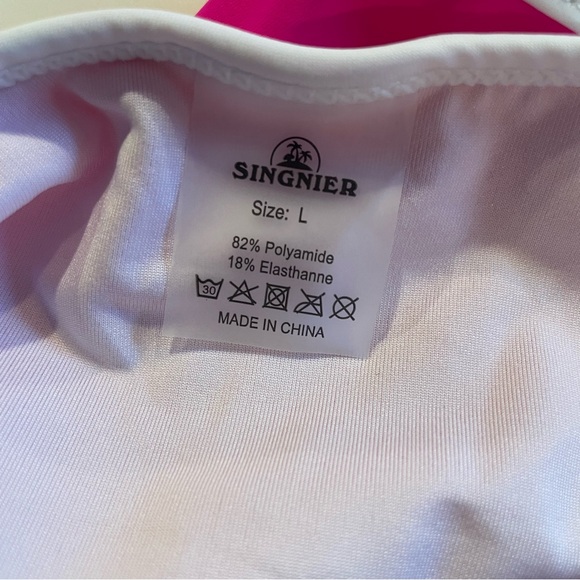 SINGNIER
Size: L
82% Polyamide
18% Elasthanne
30
MADE IN CHINA